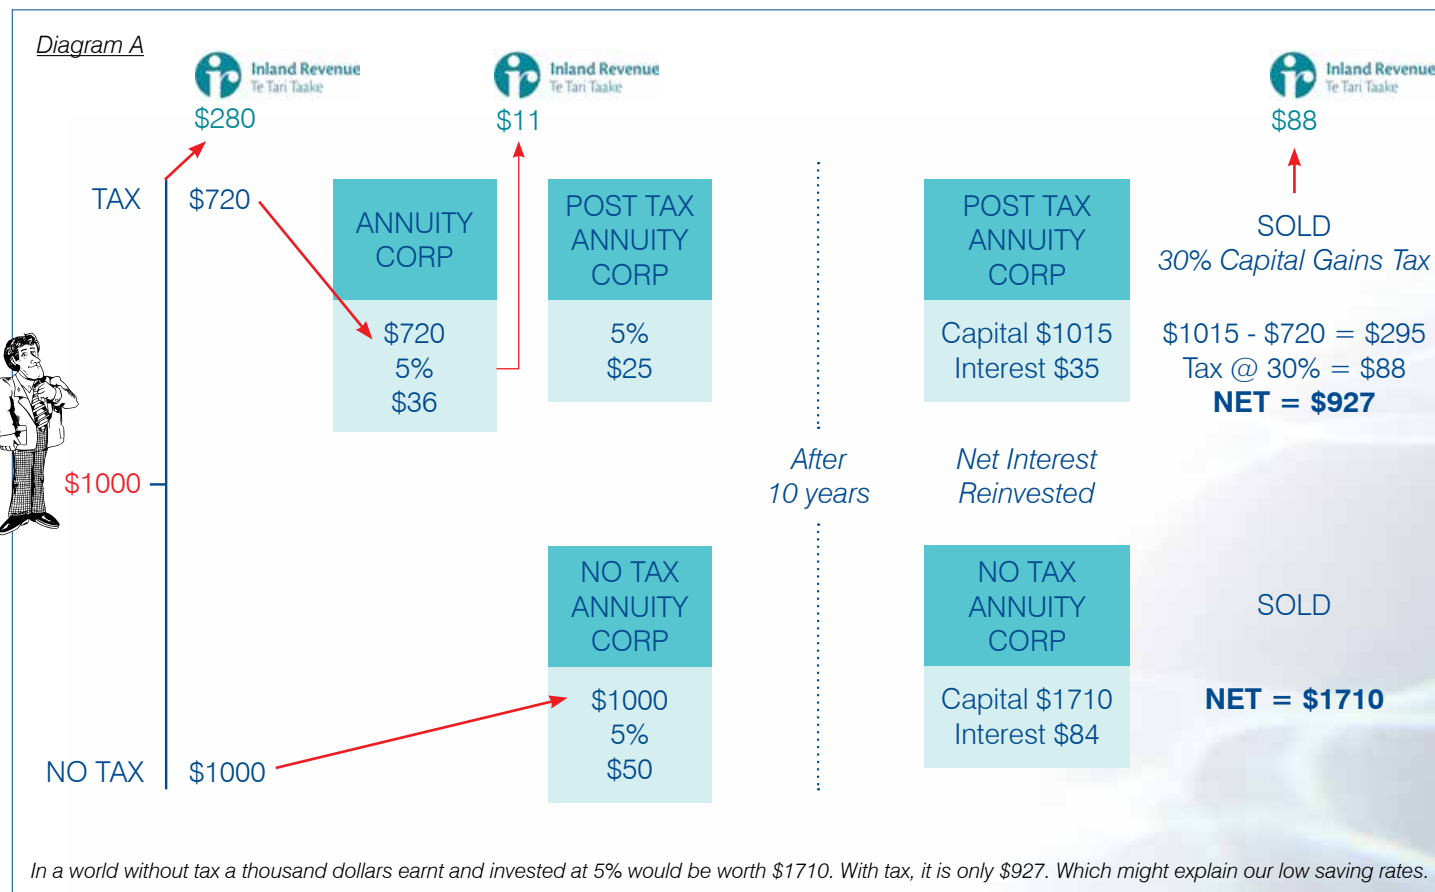 Diagram A
Inland Revenue
Te Tari Taake
$280
Inland Revenue
Te Tari Taake
$11
Inland Revenue
Te Tari Taake
$88
TAX
$720
ANNUITY
CORP
$720
5%
$36
POST TAX
ANNUITY
CORP
5%
$25
POST TAX
ANNUITY
CORP
Capital $1015
Interest $35
SOLD
30% Capital Gains Tax
$1015 - $720 = $295
Tax @ 30% = $88
NET = $927
$1000
After
10 years
Net Interest
Reinvested
NO TAX
$1000
NO TAX
ANNUITY
CORP
$1000
5%
$50
NO TAX
ANNUITY
CORP
Capital $1710
Interest $84
SOLD
NET = $1710
In a world without tax a thousand dollars earnt and invested at 5% would be worth $1710. With tax, it is only $927. Which might explain our low saving rates.